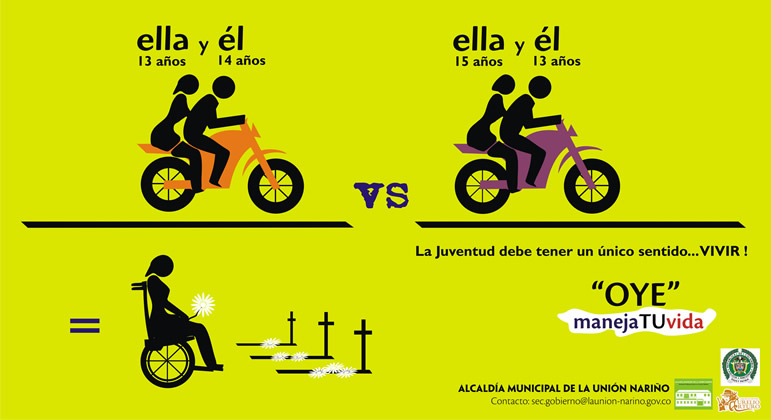 ella y él
13 años 14 años
vs
ella y él
15 años 13 años
La Juventud debe tener un único sentido...VIVIR !
=
“OYE”
manejaTUvida
ALCALDÍA MUNICIPAL DE LA UNIÓN NARIÑO
Contacto: sec.gobierno@launion-narino.gov.co